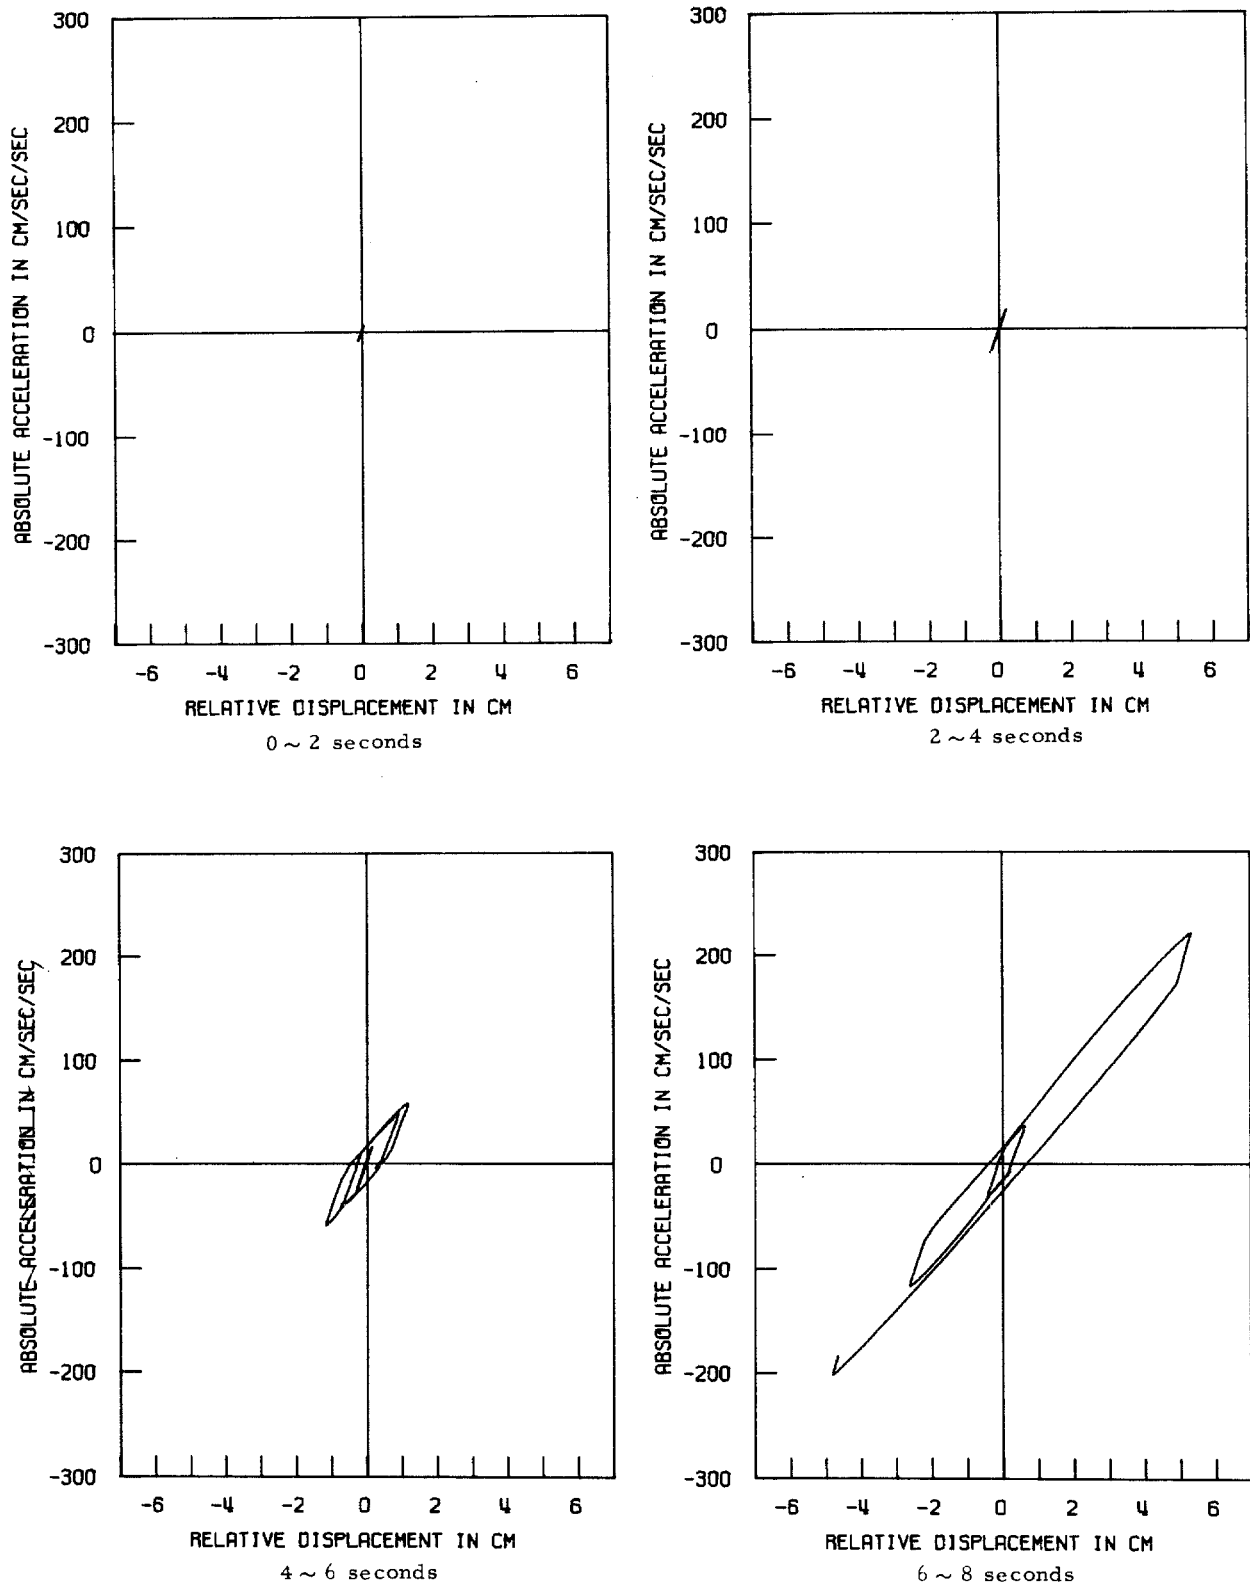 300
200
100
0
-100
-200
-300
ABSOLUTE ACCELERATION IN CM/SEC/SEC
-6 -4 -2 0 2 4 6
RELATIVE DISPLACEMENT IN CM
0 ~ 2 seconds
300
200
100
0
-100
-200
-300
ABSOLUTE ACCELERATION IN CM/SEC/SEC
-6 -4 -2 0 2 4 6
RELATIVE DISPLACEMENT IN CM
2 ~ 4 seconds
300
200
100
0
-100
-200
-300
ABSOLUTE ACCELERATION IN CM/SEC/SEC
-6 -4 -2 0 2 4 6
RELATIVE DISPLACEMENT IN CM
4 ~ 6 seconds
300
200
100
0
-100
-200
-300
ABSOLUTE ACCELERATION IN CM/SEC/SEC
-6 -4 -2 0 2 4 6
RELATIVE DISPLACEMENT IN CM
6 ~ 8 seconds